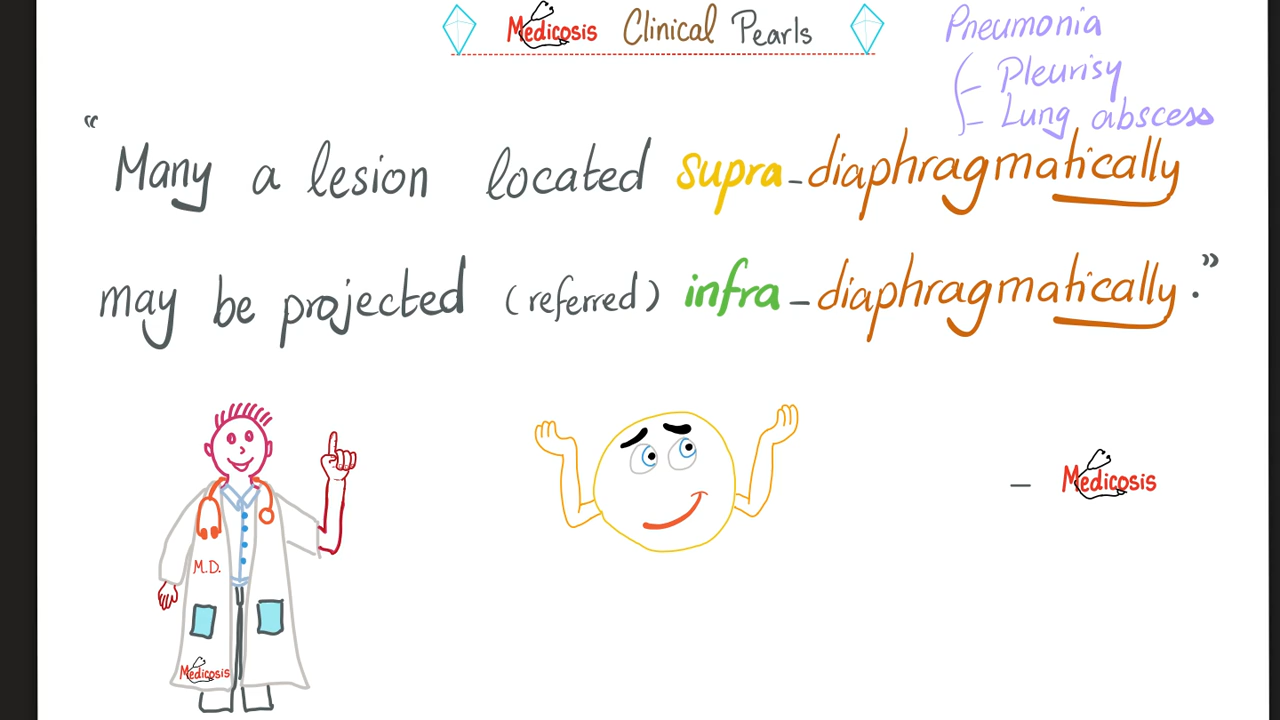 Medicosis Clinical Pearls
Pneumonia
- Pleurisy
- Lung abscess
“Many a lesion located supra-diaphragmatically
may be projected (referred) infra-diaphragmatically.”
- Medicosis
M.D.
Medicosis